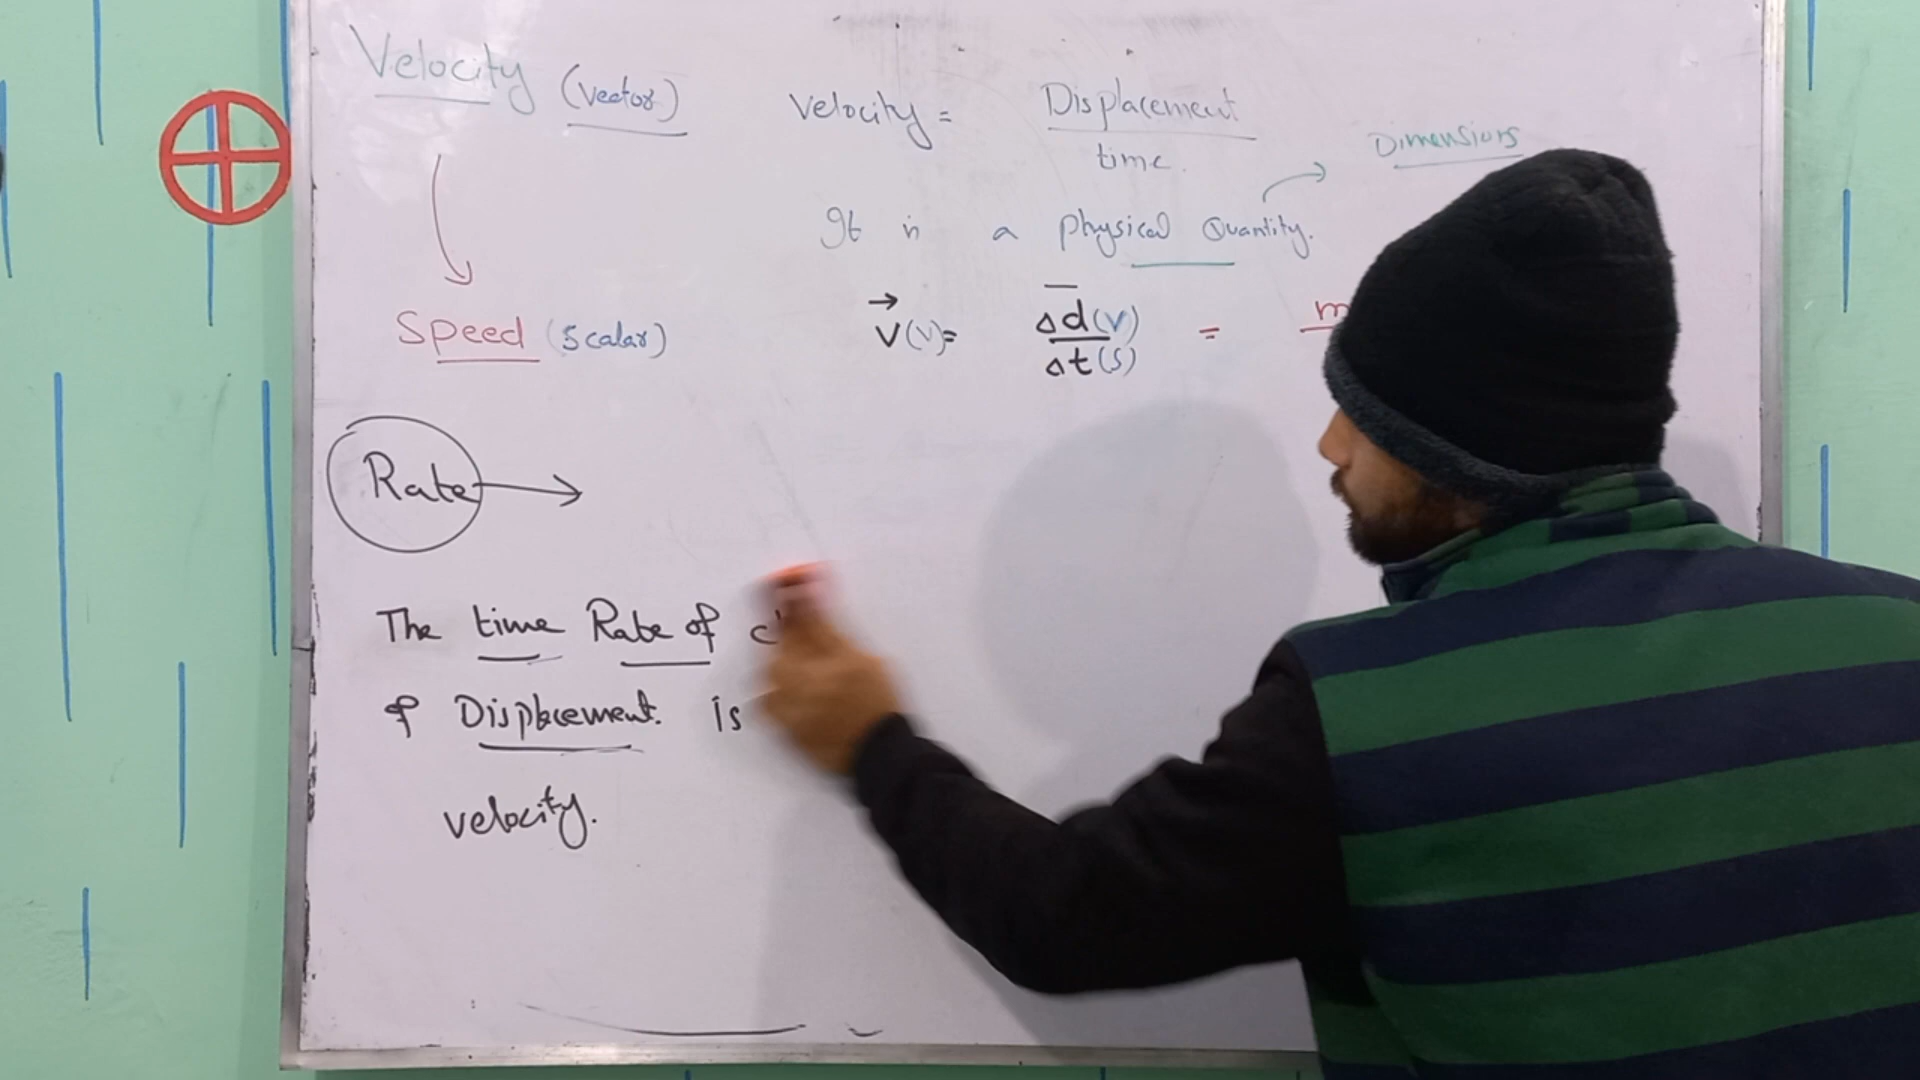 Velocity (vector)
Speed (Scalar)
Rate
The time Rate of
of Displacement. is
velocity.
Velocity = Displacement
time.
Dimensions
It is a physical Quantity.
V(V)= Δd(V) = m
Δt(S)